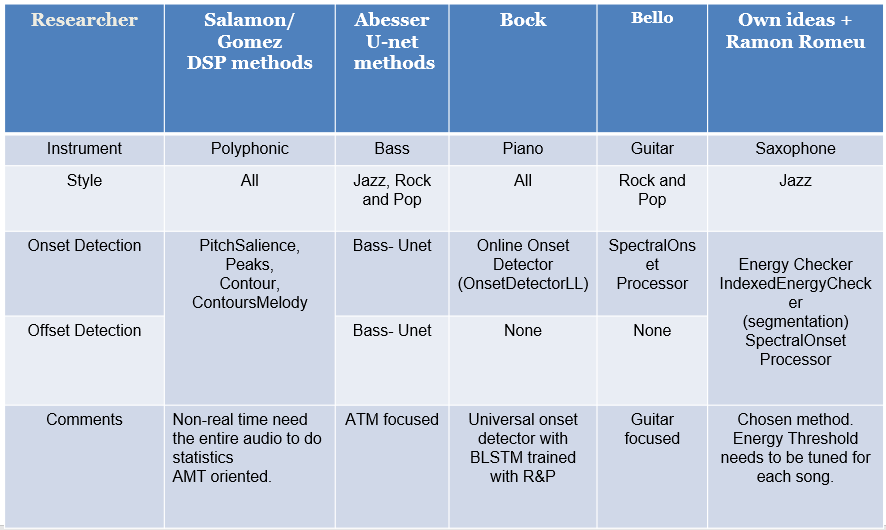 Researcher
Salamon/
Gomez
DSP methods
Abesser
U-net
methods
Bock
Bello
Own ideas +
Ramon Romeu
Instrument
Polyphonic
Bass
Piano
Guitar
Saxophone
Style
All
Jazz, Rock
and Pop
All
Rock and
Pop
Jazz
Onset Detection
PitchSalience,
Peaks,
Contour,
ContoursMelody
Bass- Unet
Online Onset
Detector
(OnsetDetectorLL)
SpectralOns
et
Processor
Energy Checker
IndexedEnergyCheck
er
(segmentation)
SpectralOnset
Processor
Offset Detection
Bass- Unet
None
None
Comments
Non-real time need
the entire audio to do
statistics
AMT oriented.
ATM focused
Universal onset
detector with
BLSTM trained
with R&P
Guitar
focused
Chosen method.
Energy Threshold
needs to be tuned for
each song.